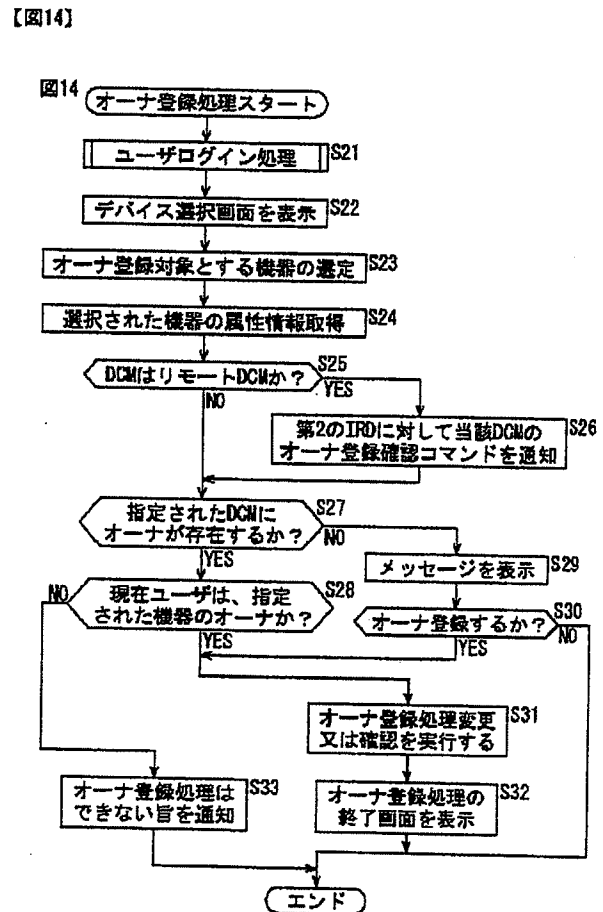 【図14】
図14
オーナ登録処理スタート
ユーザログイン処理
S21
デバイス選択画面を表示
S22
オーナ登録対象とする機器の選定
S23
選択された機器の属性情報取得
S24
DCMはリモートDCMか？
S25
YES
NO
第2のIRDに対して当該DCMの
オーナ登録確認コマンドを通知
S26
指定されたDCMに
オーナが存在するか？
S27
NO
YES
メッセージを表示
S29
NO
現在ユーザは、指定
された機器のオーナか？
S28
オーナ登録するか？
S30
NO
YES
YES
オーナ登録処理変更
又は確認を実行する
S31
オーナ登録処理は
できない旨を通知
S33
オーナ登録処理の
終了画面を表示
S32
エンド